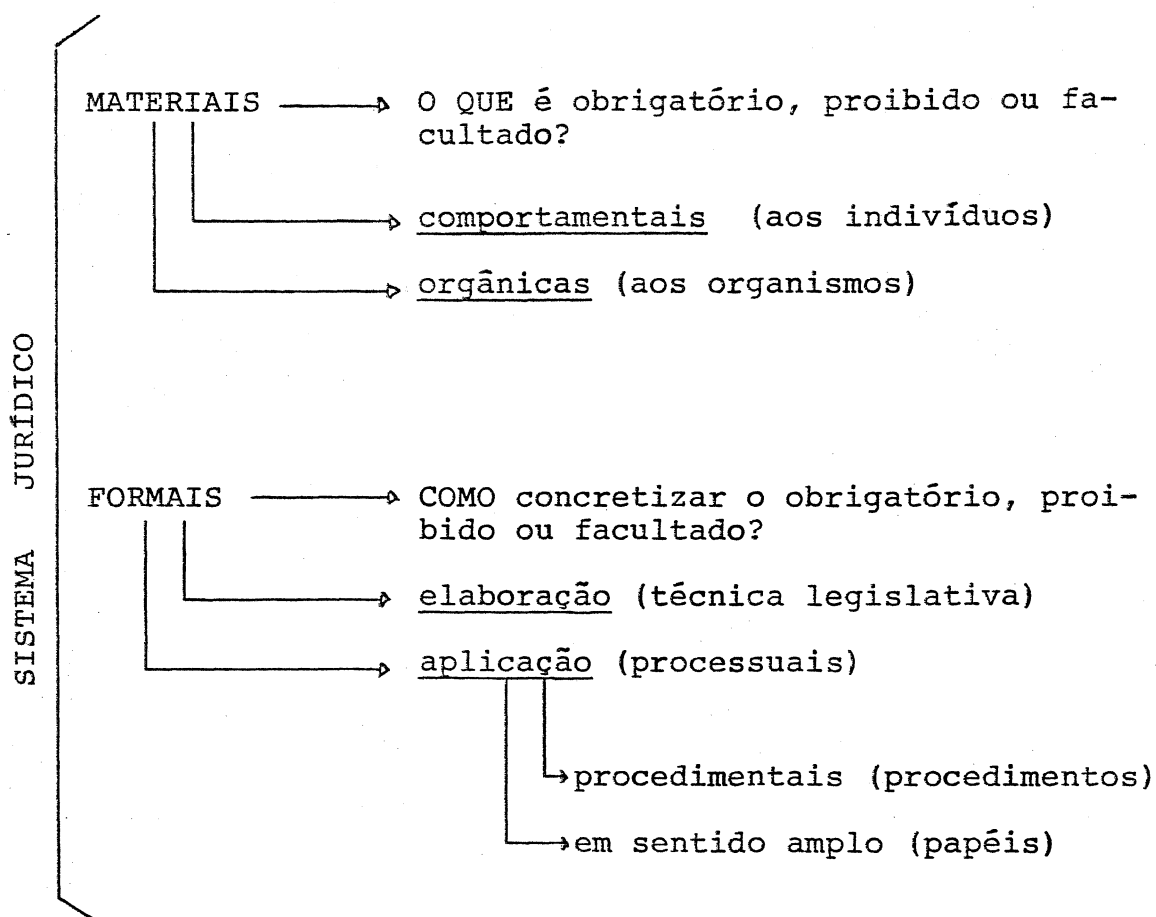 SISTEMA JURÍDICO
MATERIAIS O QUE é obrigatório, proibido ou fa-
cultado?
comportamentais (aos indivíduos)
orgânicas (aos organismos)
FORMAIS COMO concretizar o obrigatório, proi-
bido ou facultado?
elaboração (técnica legislativa)
aplicação (processuais)
procedimentais (procedimentos)
em sentido amplo (papéis)